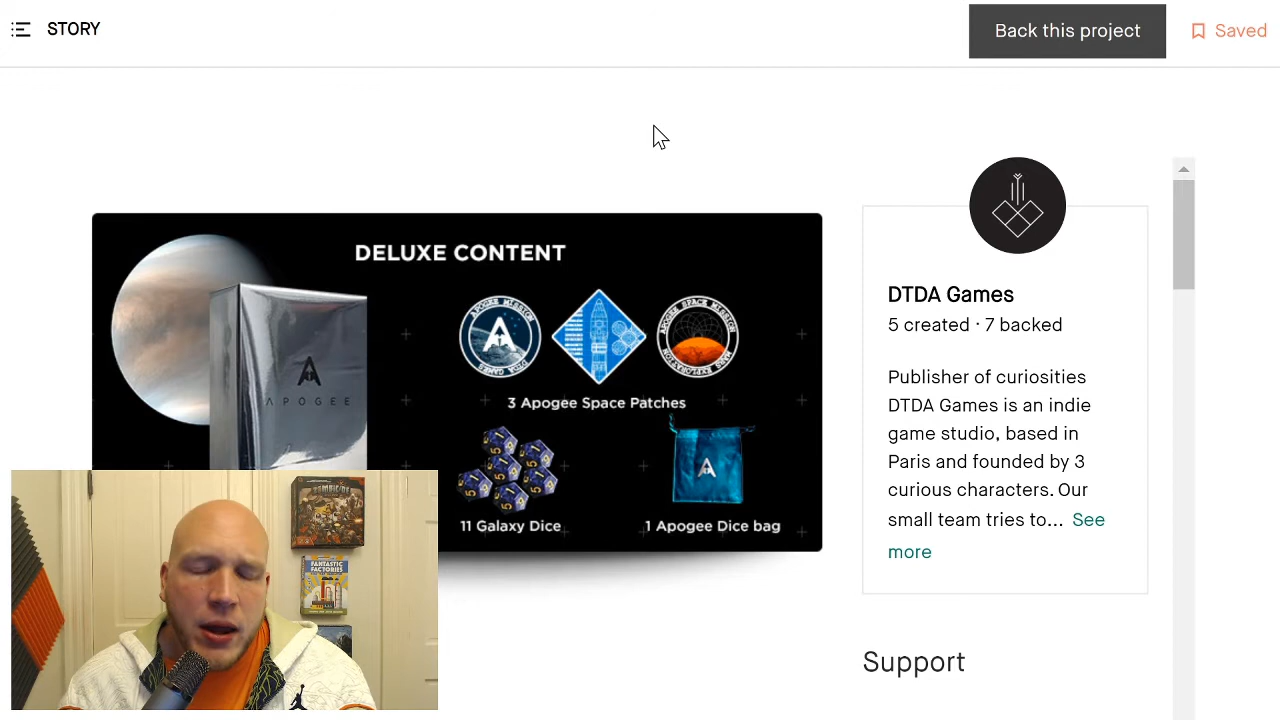 STORY
Back this project
Saved
DELUXE CONTENT
APOGEE
3 Apogee Space Patches
11 Galaxy Dice
1 Apogee Dice bag
DTDA Games
5 created · 7 backed
Publisher of curiosities
DTDA Games is an indie
game studio, based in
Paris and founded by 3
curious characters. Our
small team tries to... See
more
Support
ZOMBICIDE
FANTASTIC
FACTORIES